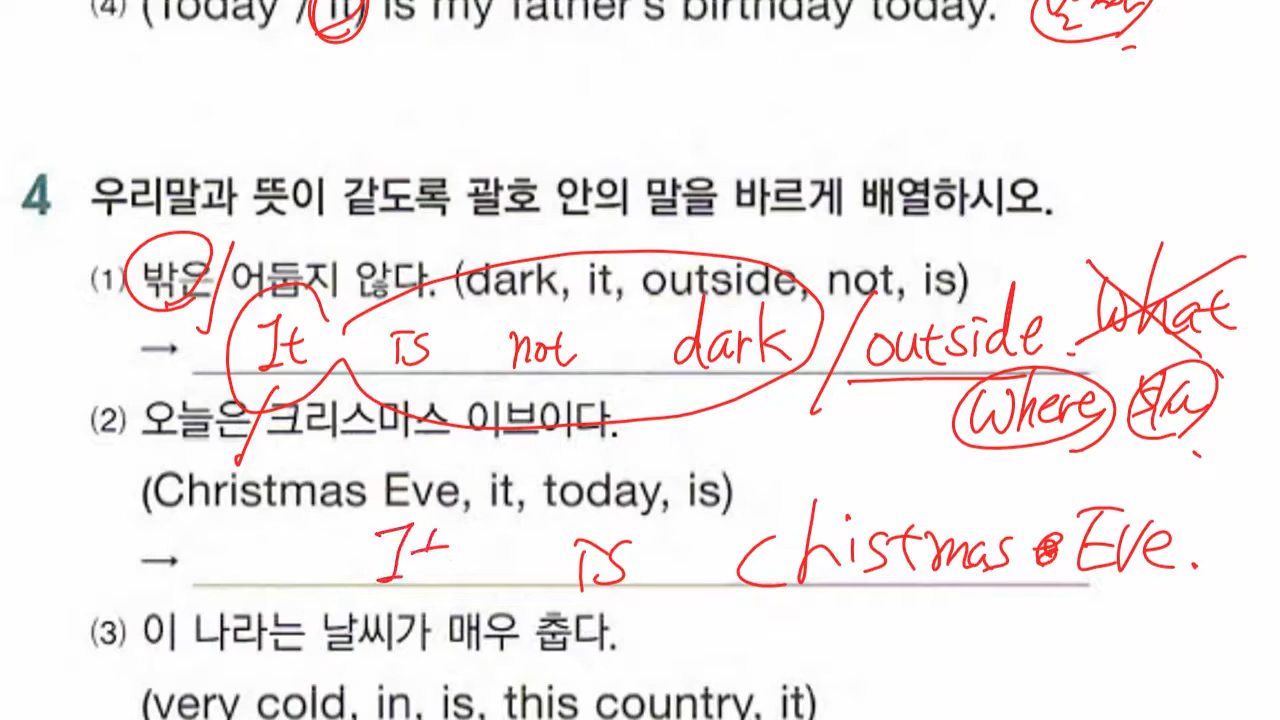 (4) (Today / It) is my father's birthday today.
4 우리말과 뜻이 같도록 괄호 안의 말을 바르게 배열하시오.
(1) 밖은 어둡지 않다. (dark, it, outside, not, is)
→ It is not dark / outside. What
where
(2) 오늘은 크리스마스 이브이다.
(Christmas Eve, it, today, is)
→ It is Chistmas Eve.
(3) 이 나라는 날씨가 매우 춥다.
(very cold, in, is, this country, it)